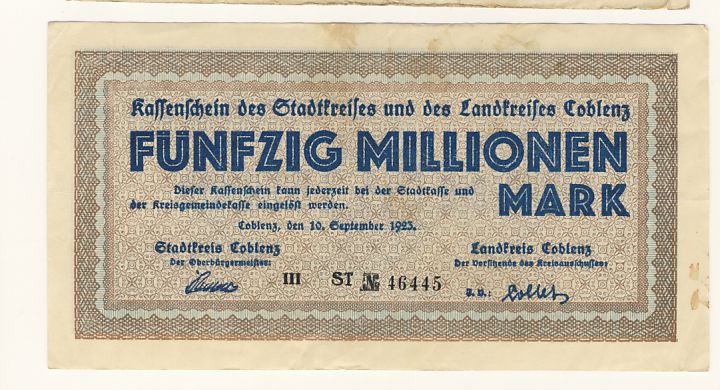 Kassenschein des Stadtkreises und des Landkreises Coblenz
FÜNFZIG MILLIONEN
MARK
Dieser Kassenschein kann jederzeit bei der Stadtkasse und
der Kreisgemeindekasse eingelöst werden.
Coblenz, den 10. September 1923.
Stadtkreis Coblenz
Der Oberbürgermeister:
Landkreis Coblenz
Der Vorsitzende des Kreisausschusses:
III ST № 46445